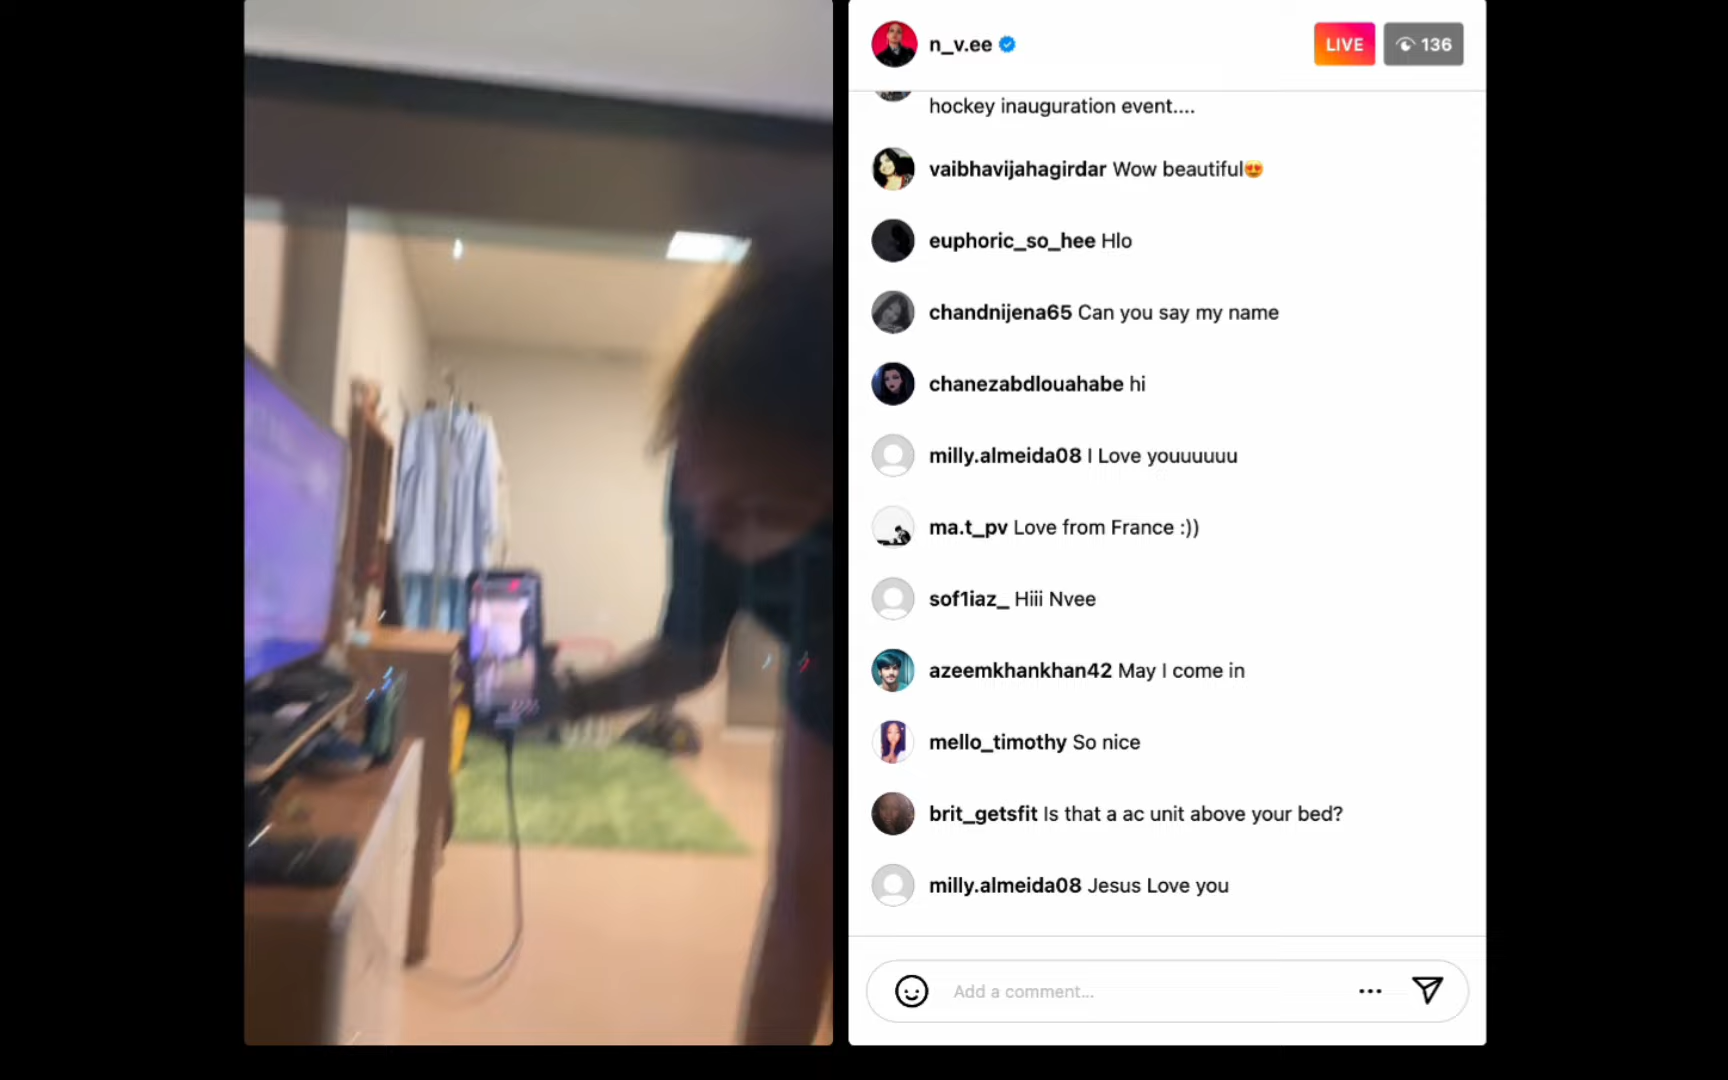 n_v.ee
LIVE
136
hockey inauguration event....
vaibhavijahagirdar Wow beautiful😍
euphoric_so_hee Hlo
chandnijena65 Can you say my name
chanezabdlouahabe hi
milly.almeida08 I Love youuuuuu
ma.t_pv Love from France :))
sof1iaz_ Hiii Nvee
azeemkhankhan42 May I come in
mello_timothy So nice
brit_getsfit Is that a ac unit above your bed?
milly.almeida08 Jesus Love you
Add a comment...